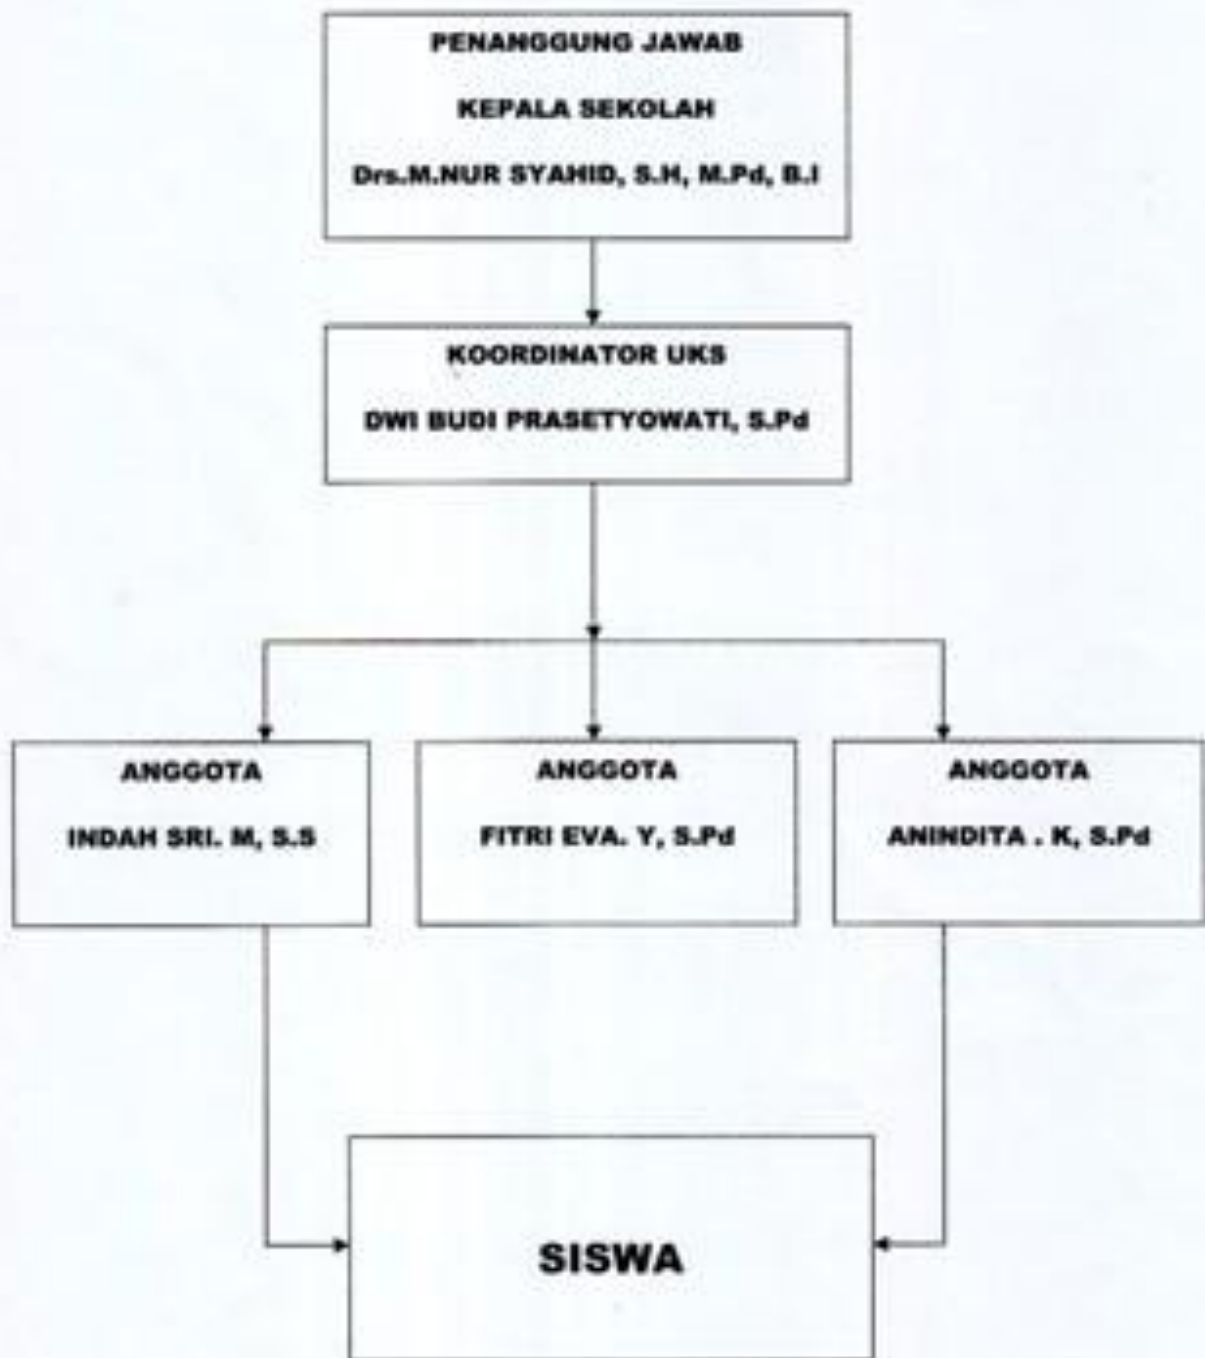 PENANGGUNG JAWAB
KEPALA SEKOLAH
Drs.M.NUR SYAHID, S.H, M.Pd, B.I
KOORDINATOR UKS
DWI BUDI PRASETYOWATI, S.Pd
ANGGOTA
INDAH SRI. M, S.S
ANGGOTA
FITRI EVA. Y, S.Pd
ANGGOTA
ANINDITA . K, S.Pd
SISWA